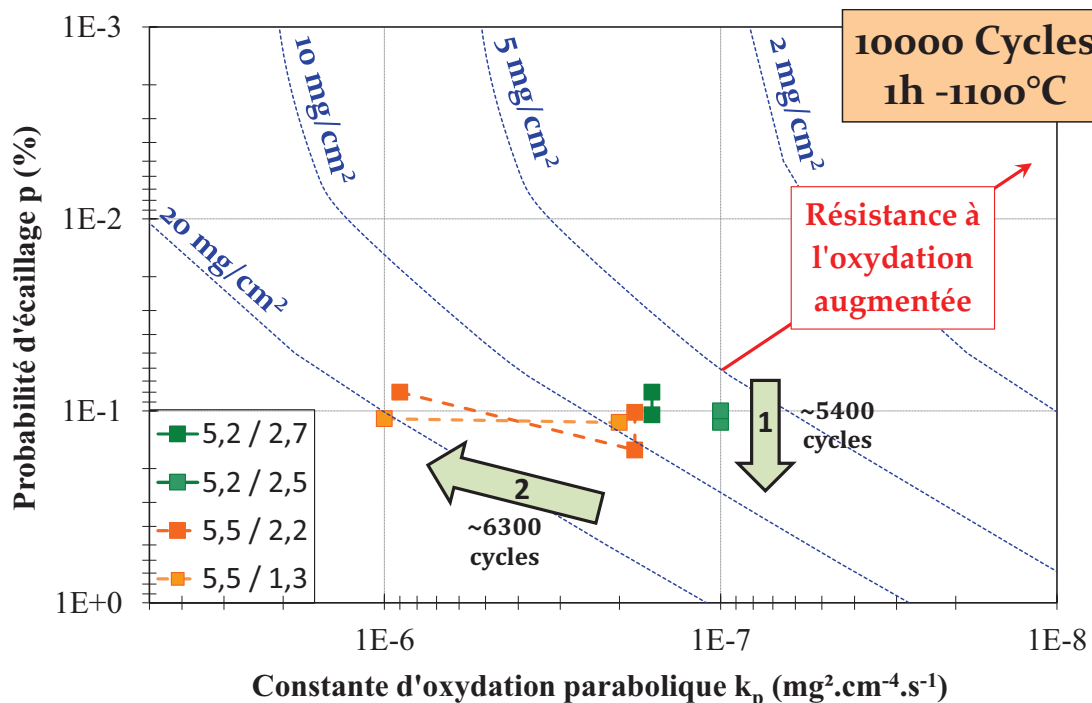 10000 Cycles
1h -1100°C
1E-3
1E-2
1E-1
1E+0
Probabilité d'écaillage p (%)
10 mg/cm²
5 mg/cm²
2 mg/cm²
20 mg/cm²
Résistance à
l'oxydation
augmentée
1
~5400
cycles
2
~6300
cycles
5,2 / 2,7
5,2 / 2,5
5,5 / 2,2
5,5 / 1,3
1E-6
1E-7
1E-8
Constante d'oxydation parabolique kₚ (mg².cm⁻⁴.s⁻¹)